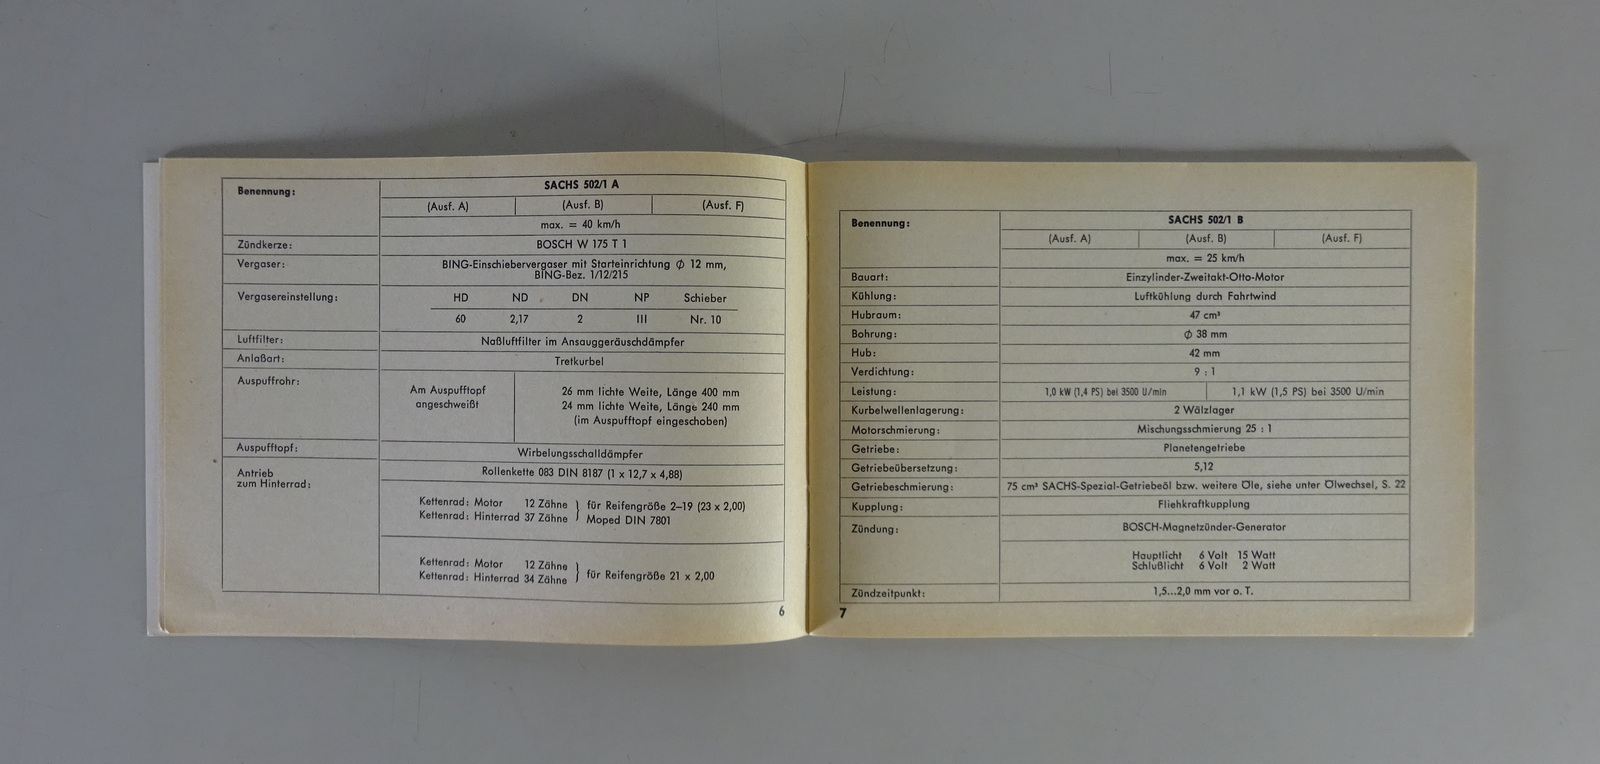 Benennung:
SACHS 502/1 A
(Ausf. A) (Ausf. B) (Ausf. F)
max. = 40 km/h
Zündkerze: BOSCH W 175 T 1
Vergaser: BING-Einschiebervergaser mit Starteinrichtung ϕ 12 mm,
BING-Bez. 1/12/215
Vergasereinstellung: HD ND DN NP Schieber
60 2,17 2 III Nr. 10
Luftfilter: Naßluftfilter im Ansauggeräuschdämpfer
Anlaßart: Tretkurbel
Auspuffrohr:
Am Auspufftopf
angeschweißt
26 mm lichte Weite, Länge 400 mm
24 mm lichte Weite, Länge 240 mm
(im Auspufftopf eingeschoben)
Auspufftopf: Wirbelungsschalldämpfer
Antrieb
zum Hinterrad:
Rollenkette 083 DIN 8187 (1 x 12,7 x 4,88)
Kettenrad: Motor 12 Zähne } für Reifengröße 2–19 (23 x 2,00)
Kettenrad: Hinterrad 37 Zähne } Moped DIN 7801
Kettenrad: Motor 12 Zähne
Kettenrad: Hinterrad 34 Zähne } für Reifengröße 21 x 2,00
6
Benennung:
SACHS 502/1 B
(Ausf. A) (Ausf. B) (Ausf. F)
max. = 25 km/h
Bauart: Einzylinder-Zweitakt-Otto-Motor
Kühlung: Luftkühlung durch Fahrtwind
Hubraum: 47 cm³
Bohrung: ϕ 38 mm
Hub: 42 mm
Verdichtung: 9 : 1
Leistung: 1,0 kW (1,4 PS) bei 3500 U/min 1,1 kW (1,5 PS) bei 3500 U/min
Kurbelwellenlagerung: 2 Wälzlager
Motorschmierung: Mischungsschmierung 25 : 1
Getriebe: Planetengetriebe
Getriebeübersetzung: 5,12
Getriebeschmierung: 75 cm³ SACHS-Spezial-Getriebeöl bzw. weitere Öle, siehe unter Ölwechsel, S. 22
Kupplung: Fliehkraftkupplung
Zündung: BOSCH-Magnetzünder-Generator
Hauptlicht 6 Volt 15 Watt
Schlußlicht 6 Volt 2 Watt
Zündzeitpunkt: 1,5...2,0 mm vor o. T.
7